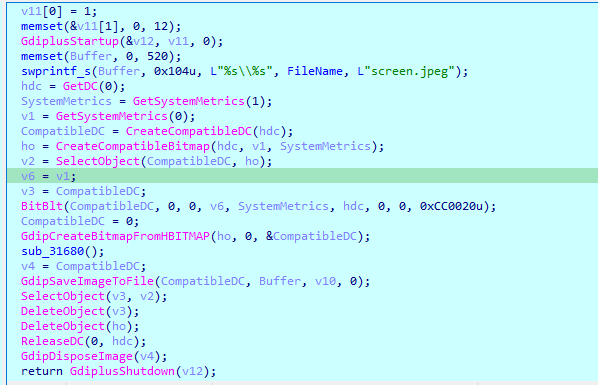 v11[0] = 1;
memset(&v11[1], 0, 12);
GdiplusStartup(&v12, v11, 0);
memset(Buffer, 0, 520);
swprintf_s(Buffer, 0x104u, L"%s\\%s", FileName, L"screen.jpeg");
hdc = GetDC(0);
SystemMetrics = GetSystemMetrics(1);
v1 = GetSystemMetrics(0);
CompatibleDC = CreateCompatibleDC(hdc);
ho = CreateCompatibleBitmap(hdc, v1, SystemMetrics);
v2 = SelectObject(CompatibleDC, ho);
v6 = v1;
v3 = CompatibleDC;
BitBlt(CompatibleDC, 0, 0, v6, SystemMetrics, hdc, 0, 0, 0xCC0020u);
CompatibleDC = 0;
GdipCreateBitmapFromHBITMAP(ho, 0, &CompatibleDC);
sub_31680();
v4 = CompatibleDC;
GdipSaveImageToFile(CompatibleDC, Buffer, v10, 0);
SelectObject(v3, v2);
DeleteObject(v3);
DeleteObject(ho);
ReleaseDC(0, hdc);
GdipDisposeImage(v4);
return GdiplusShutdown(v12);